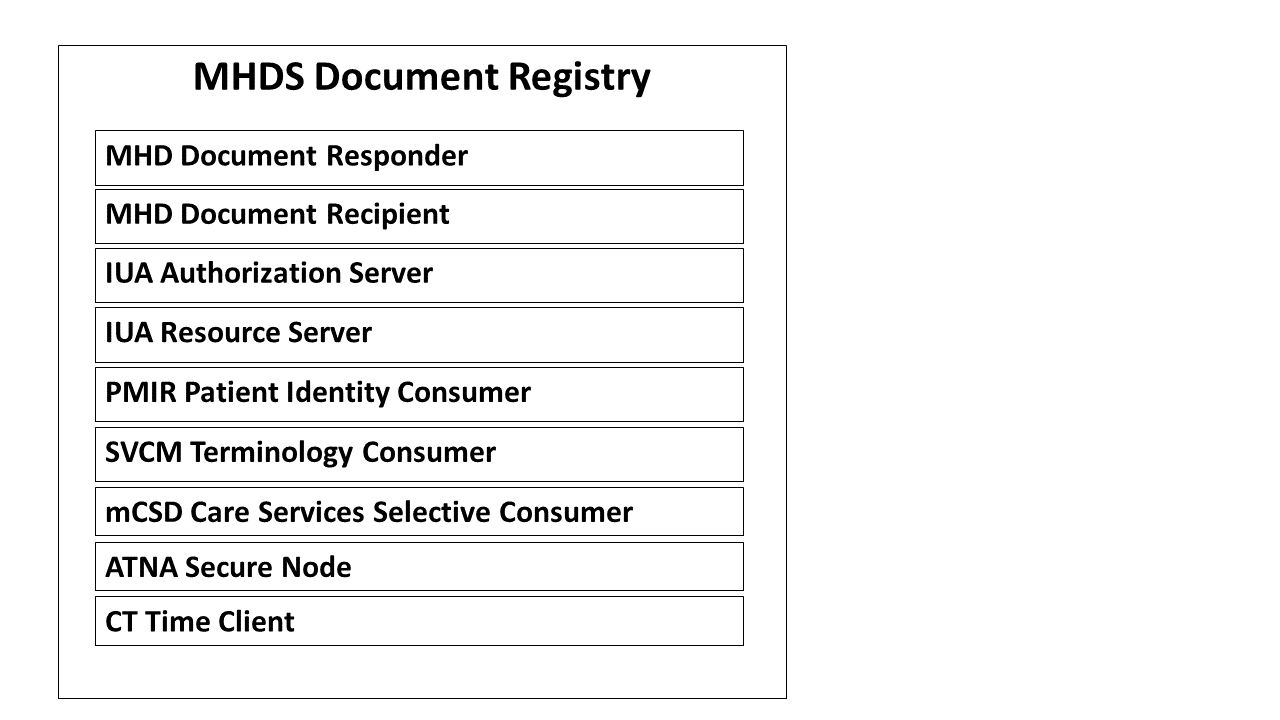 MHDS Document Registry
MHD Document Responder
MHD Document Recipient
IUA Authorization Server
IUA Resource Server
PMIR Patient Identity Consumer
SVCM Terminology Consumer
mCSD Care Services Selective Consumer
ATNA Secure Node
CT Time Client